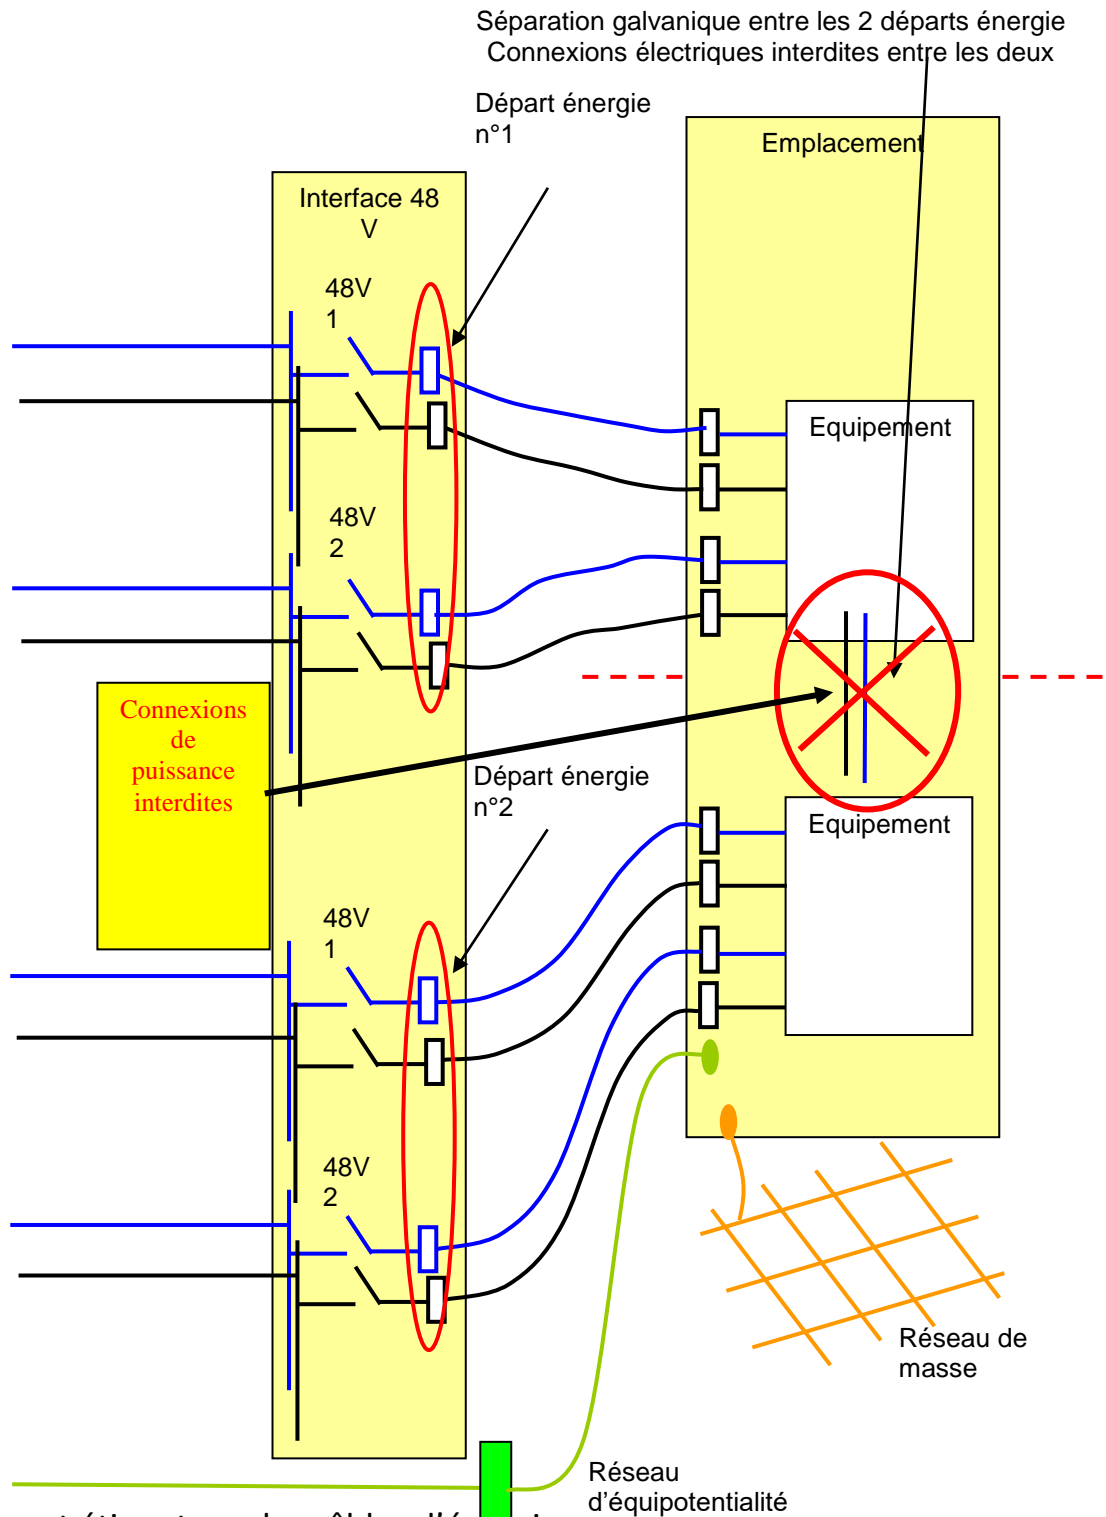 Séparation galvanique entre les 2 départs énergie
Connexions électriques interdites entre les deux
Départ énergie
n°1
Emplacement
Interface 48
V
48V
1
Equipement
48V
2
Connexions
de
puissance
interdites
Départ énergie
n°2
Equipement
48V
1
48V
2
Réseau de
masse
Réseau
d'équipotentialité